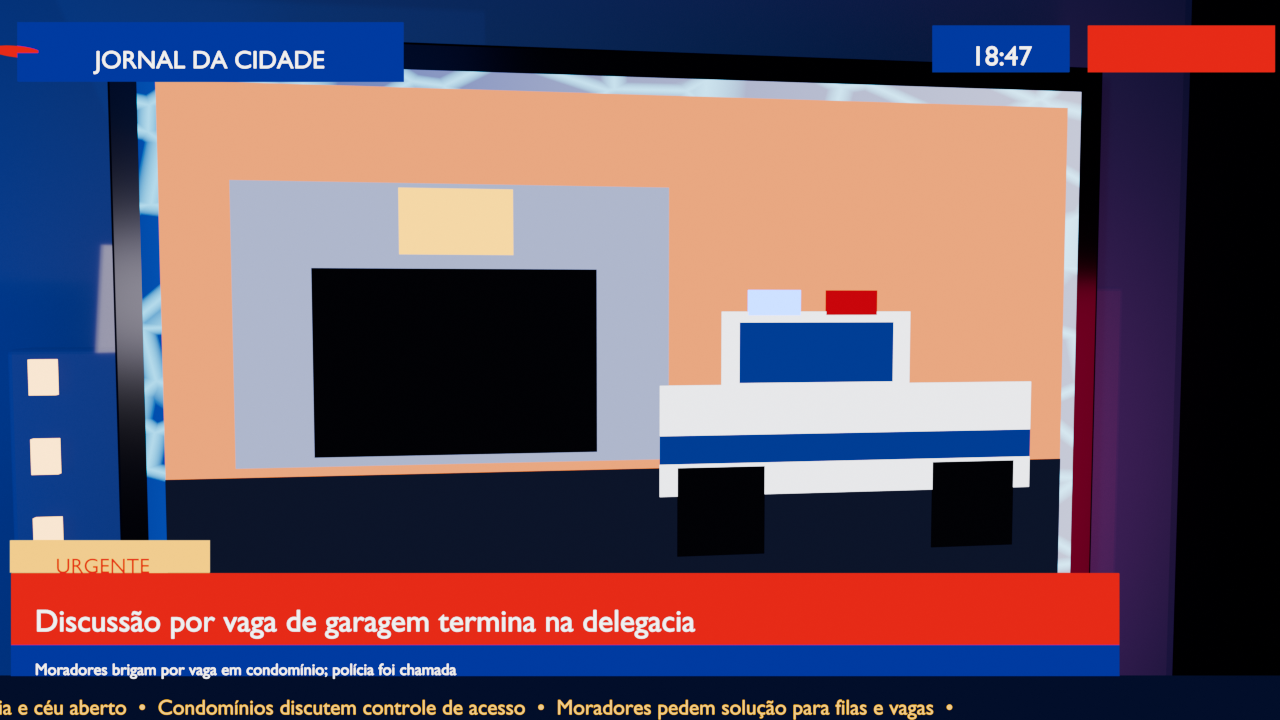 JORNAL DA CIDADE
18:47
URGENTE
Discussão por vaga de garagem termina na delegacia
Moradores brigam por vaga em condomínio; polícia foi chamada
e céu aberto • Condomínios discutem controle de acesso • Moradores pedem solução para filas e vagas •